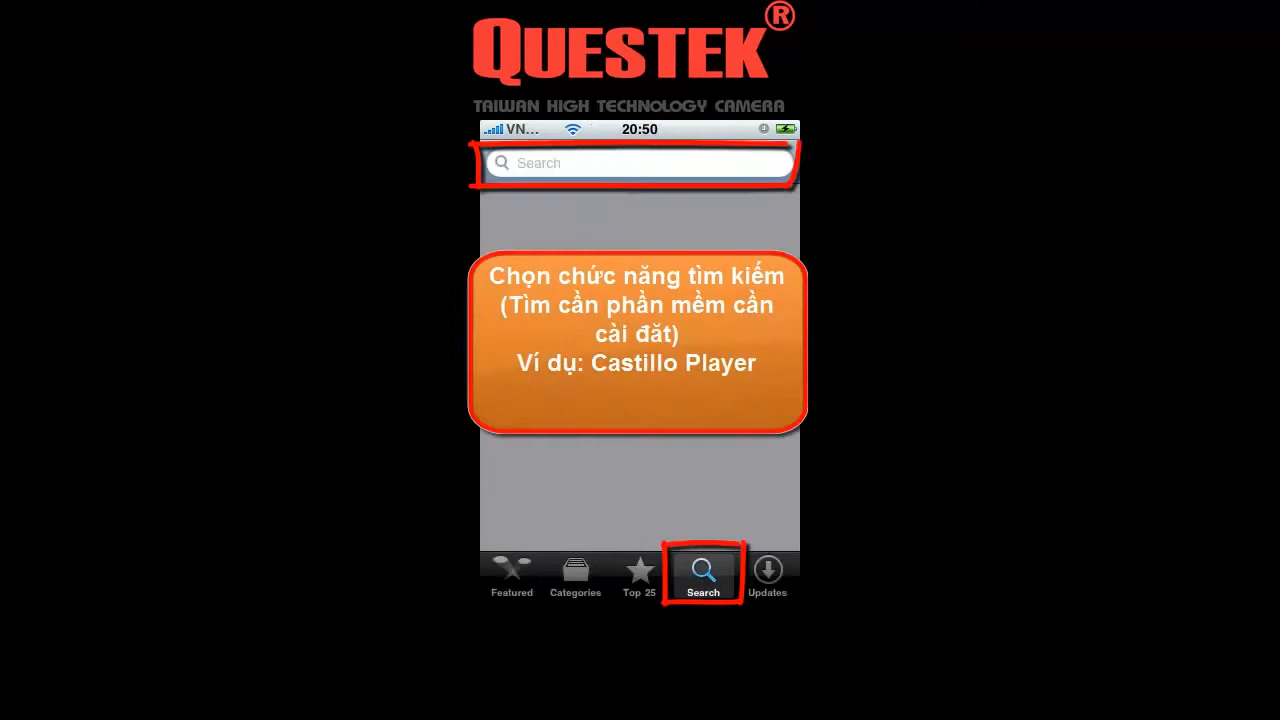 QUESTEK®
TAIWAN HIGH TECHNOLOGY CAMERA
VN... 20:50
Search
Chọn chức năng tìm kiếm
(Tìm cần phần mềm cần
cài đăt)
Ví dụ: Castillo Player
Featured Categories Top 25 Search Updates